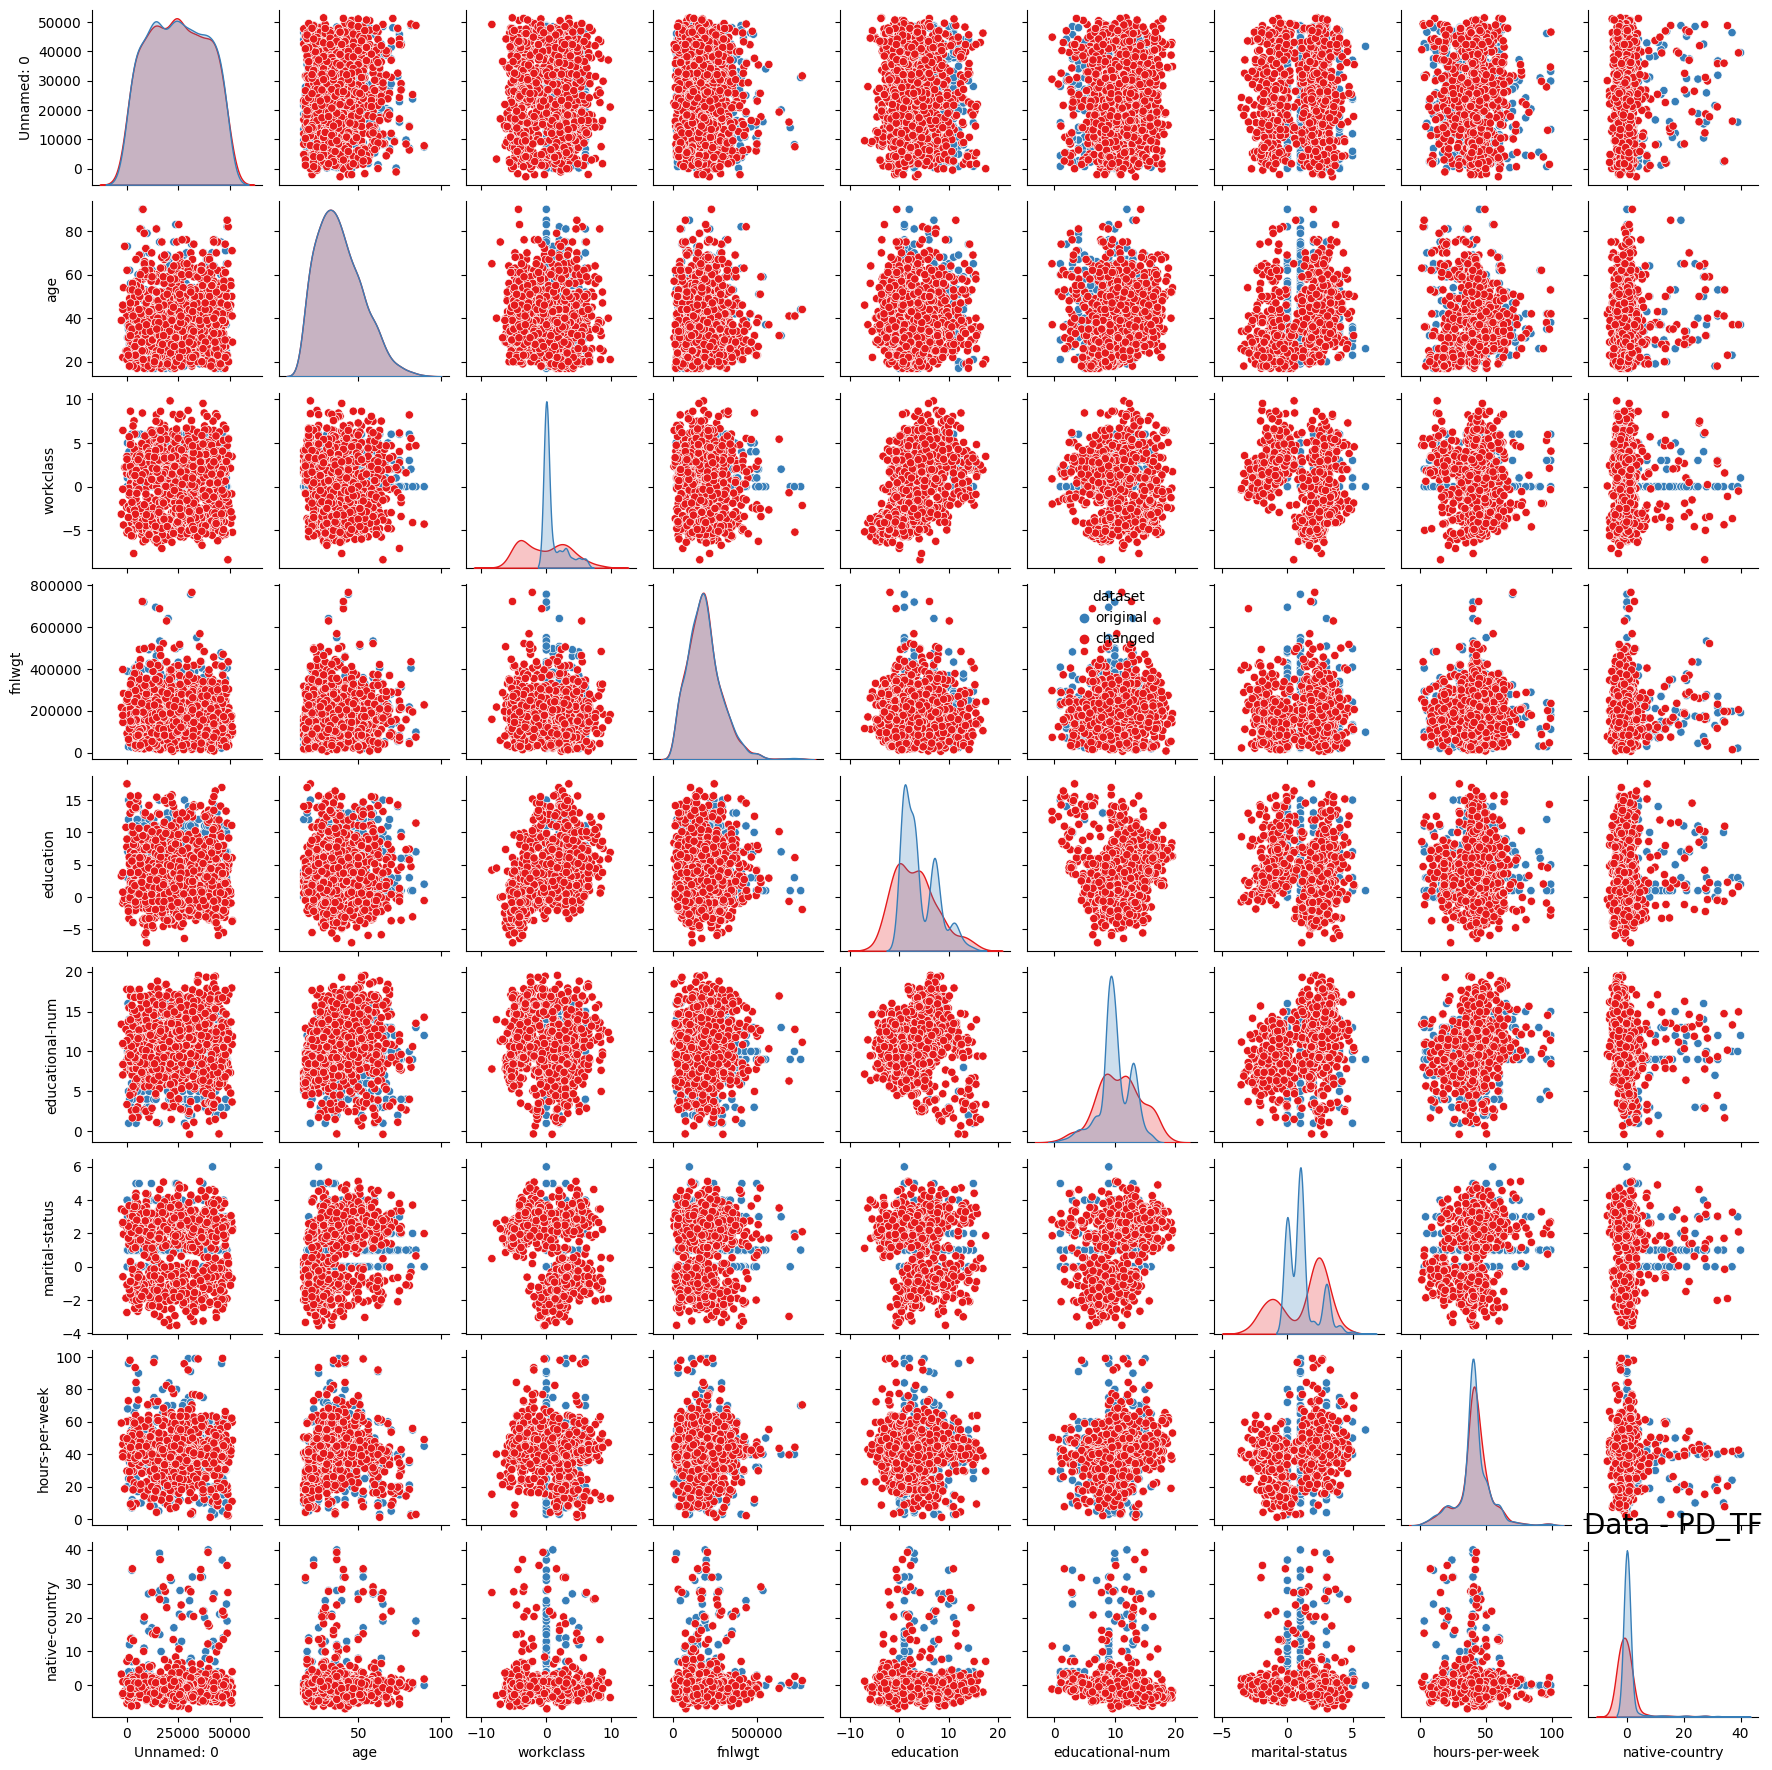 50000
40000
30000
20000
10000
0
Unnamed: 0
80
60
40
20
age
10
5
0
−5
workclass
800000
600000
400000
200000
0
fnlwgt
dataset
original
changed
15
10
5
0
−5
education
20
15
10
5
0
educational-num
6
4
2
0
−2
−4
marital-status
100
80
60
40
20
0
hours-per-week
Data - PD_TF
40
30
20
10
0
native-country
0 25000 50000
50 100
−10 0 10
0 500000
−10 0 10 20
0 10 20
−5 0 5
0 50 100
0 20 40
Unnamed: 0
age
workclass
fnlwgt
education
educational-num
marital-status
hours-per-week
native-country